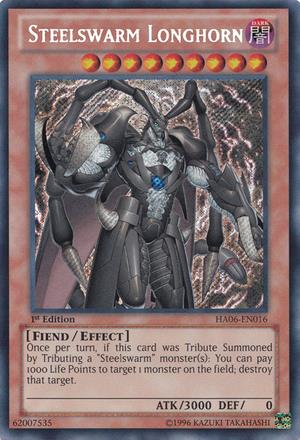 STEELSWARM LONGHORN
DARK
闇
1st Edition
HA06-EN016
[FIEND / EFFECT]
Once per turn, if this card was Tribute Summoned
by Tributing a "Steelswarm" monster(s): You can pay
1000 Life Points to target 1 monster on the field; destroy
that target.
ATK/3000 DEF/ 0
62007535
©1996 KAZUKI TAKAHASHI